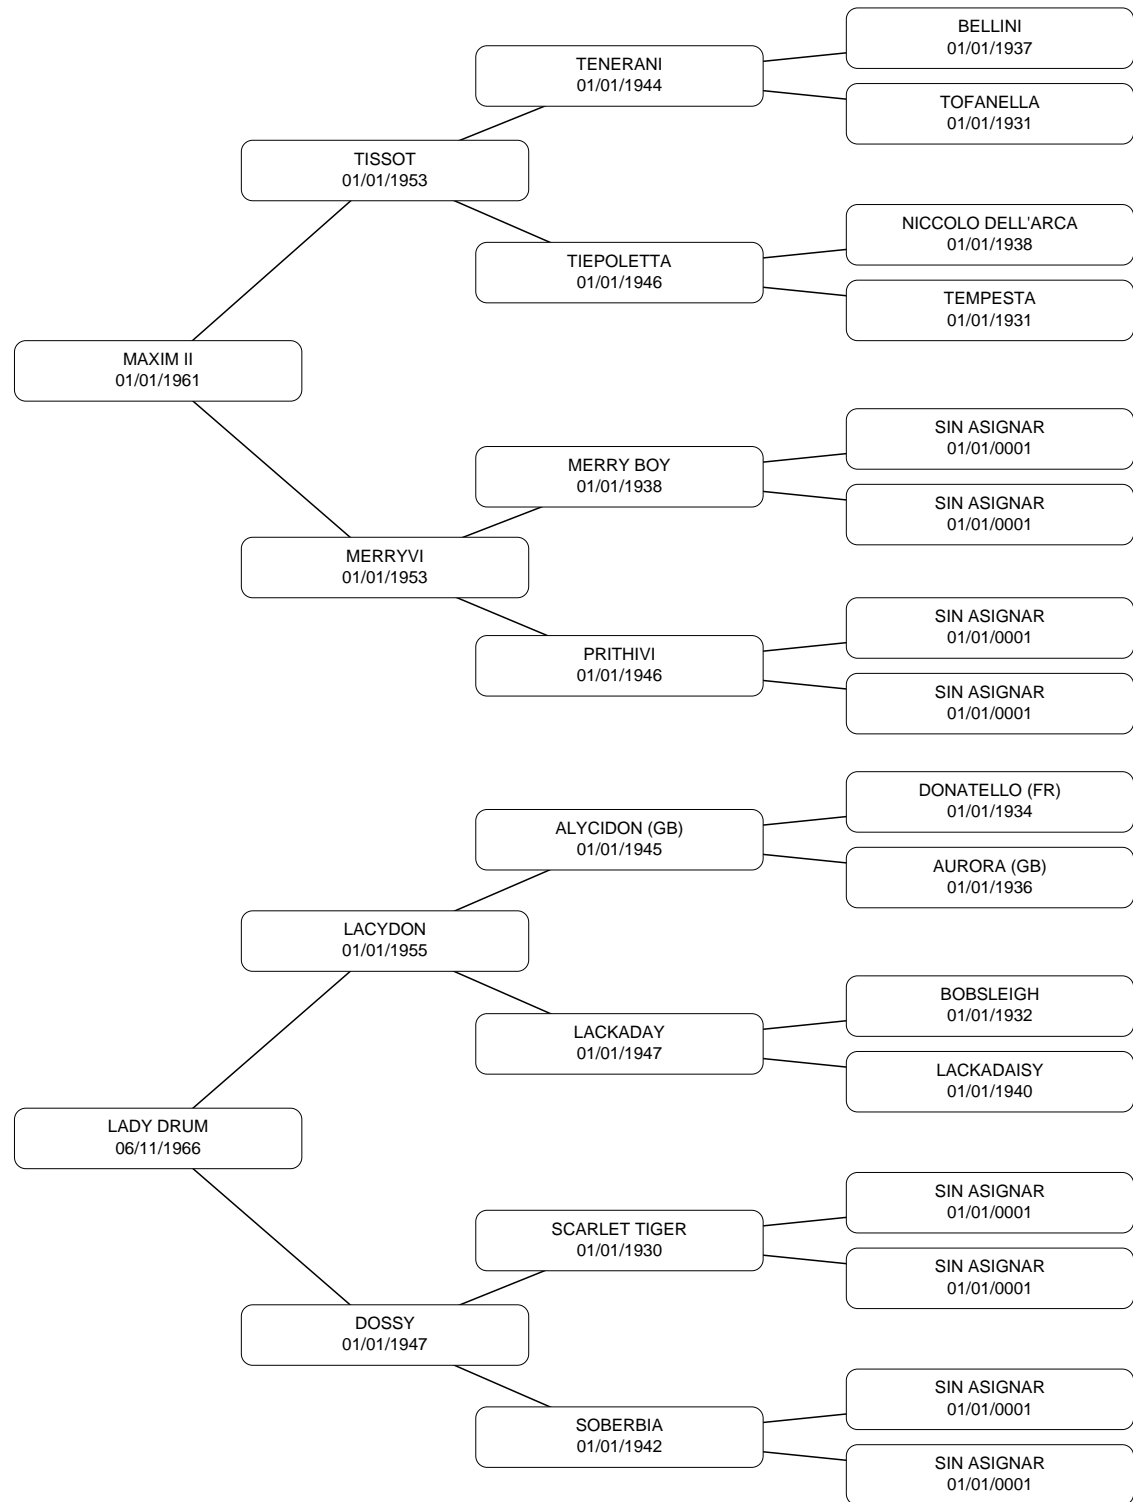 BELLINI
01/01/1937
TENERANI
01/01/1944
TOFANELLA
01/01/1931
TISSOT
01/01/1953
NICCOLO DELL'ARCA
01/01/1938
TIEPOLETTA
01/01/1946
TEMPESTA
01/01/1931
MAXIM II
01/01/1961
SIN ASIGNAR
01/01/0001
MERRY BOY
01/01/1938
SIN ASIGNAR
01/01/0001
MERRYVI
01/01/1953
SIN ASIGNAR
01/01/0001
PRITHIVI
01/01/1946
SIN ASIGNAR
01/01/0001
DONATELLO (FR)
01/01/1934
ALYCIDON (GB)
01/01/1945
AURORA (GB)
01/01/1936
LACYDON
01/01/1955
BOBSLEIGH
01/01/1932
LACKADAY
01/01/1947
LACKADAISY
01/01/1940
LADY DRUM
06/11/1966
SIN ASIGNAR
01/01/0001
SCARLET TIGER
01/01/1930
SIN ASIGNAR
01/01/0001
DOSSY
01/01/1947
SIN ASIGNAR
01/01/0001
SOBERBIA
01/01/1942
SIN ASIGNAR
01/01/0001